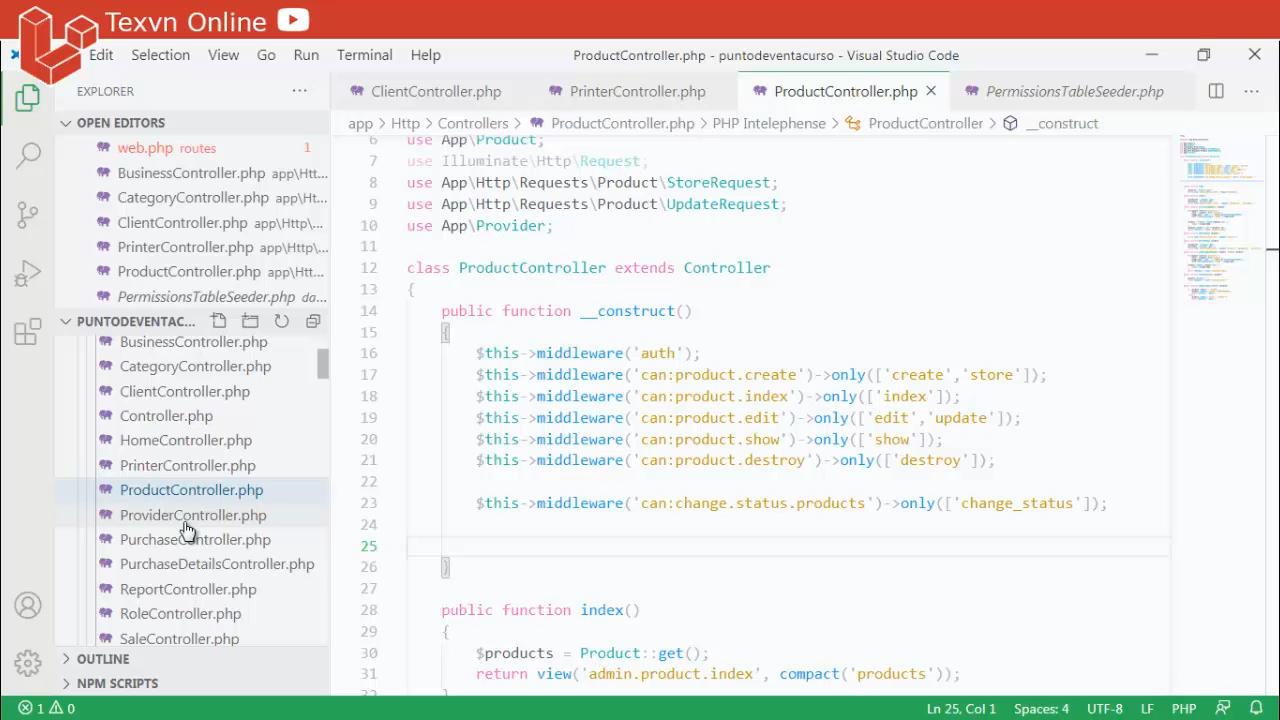 Texvn Online
Edit Selection View Go Run Terminal Help
ProductController.php - puntodeventacurso - Visual Studio Code
EXPLORER
ClientController.php
PrinterController.php
ProductController.php
PermissionsTableSeeder.php
OPEN EDITORS
app > Http > Controllers > ProductController.php > PHP Intelephense > ProductController > __construct
web.php routes 1
BusinessController.php app\Htt...
CategoryController.php app\Htt...
ClientController.php app\Http\...
PrinterController.php app\Http\...
ProductController.php app\Http...
PermissionsTableSeeder.php da...
PUNTODEVENTAC...
BusinessController.php
CategoryController.php
ClientController.php
Controller.php
HomeController.php
PrinterController.php
ProductController.php
ProviderController.php
PurchaseController.php
PurchaseDetailsController.php
ReportController.php
RoleController.php
SaleController.php
OUTLINE
NPM SCRIPTS
6 use App\Product;
7 use Illuminate\Http\Request;
8 use App\Http\Requests\Product\StoreRequest;
9 use App\Http\Requests\Product\UpdateRequest;
10 use App\Provider;
11
12 class ProductController extends Controller
13 {
14 public function __construct()
15 {
16 $this->middleware('auth');
17 $this->middleware('can:product.create')->only(['create','store']);
18 $this->middleware('can:product.index')->only(['index']);
19 $this->middleware('can:product.edit')->only(['edit','update']);
20 $this->middleware('can:product.show')->only(['show']);
21 $this->middleware('can:product.destroy')->only(['destroy']);
22
23 $this->middleware('can:change.status.products')->only(['change_status']);
24
25
26 }
27
28 public function index()
29 {
30 $products = Product::get();
31 return view('admin.product.index', compact('products'));
32 }
1 0
Ln 25, Col 1 Spaces: 4 UTF-8 LF PHP